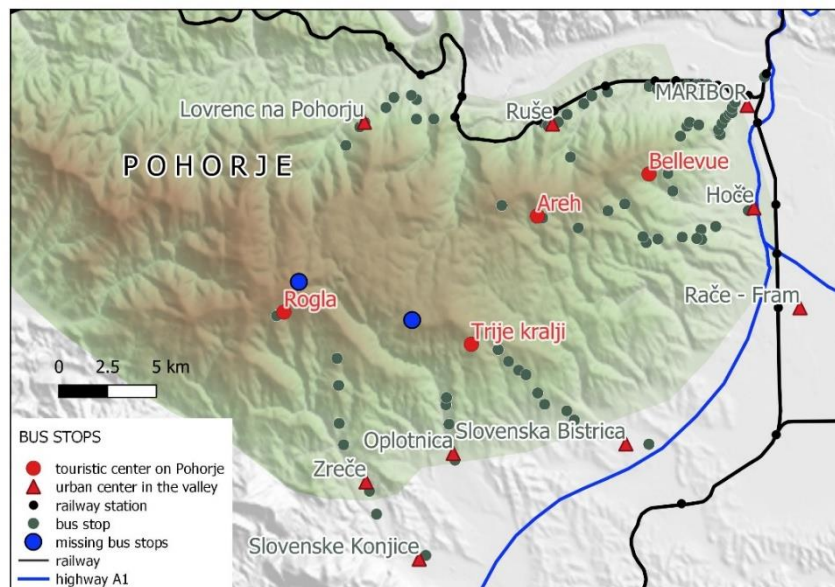 MARIBOR
Lovrenc na Pohorju
Ruše
POHORJE
Bellevue
Hoče
Areh
Rogla
Rače - Fram
Trije kralji
0 2.5 5 km
Oplotnica
Slovenska Bistrica
Zreče
Slovenske Konjice
BUS STOPS
touristic center on Pohorje
urban center in the valley
railway station
bus stop
missing bus stops
railway
highway A1